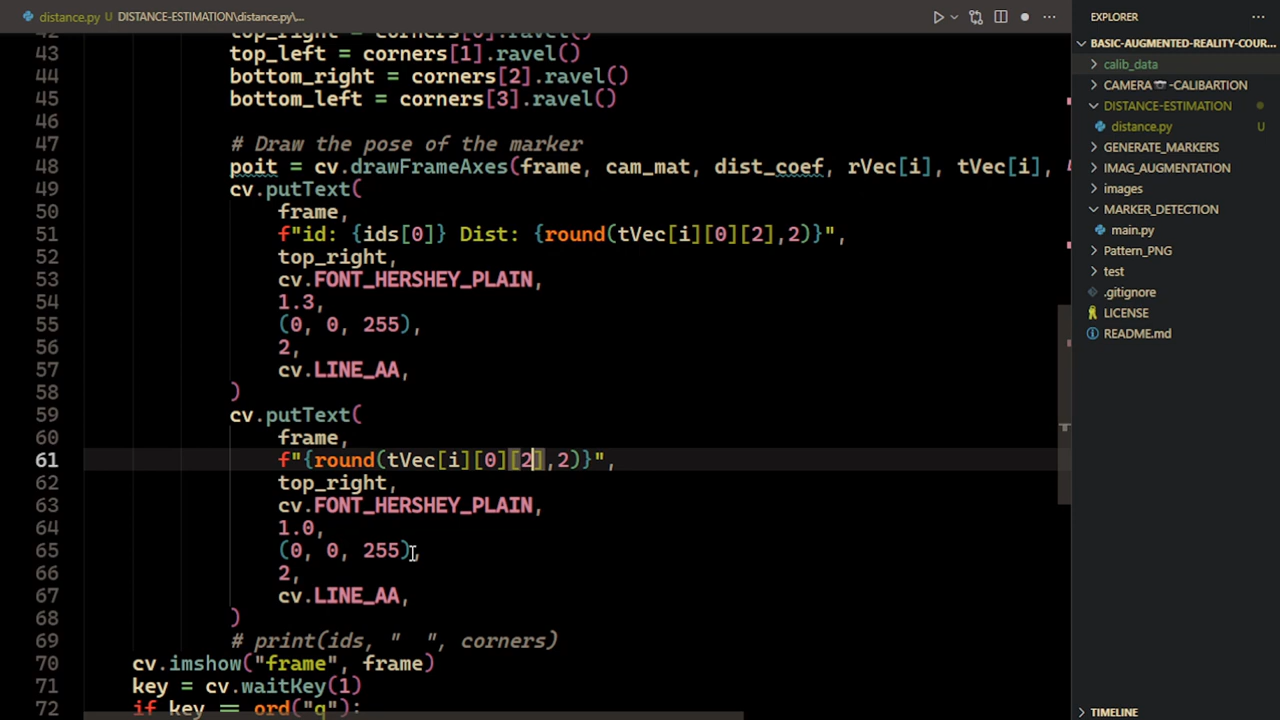 distance.py DISTANCE-ESTIMATION\distance.py\...
43 top_left = corners[1].ravel()
44 bottom_right = corners[2].ravel()
45 bottom_left = corners[3].ravel()
46
47 # Draw the pose of the marker
48 poit = cv.drawFrameAxes(frame, cam_mat, dist_coef, rVec[i], tVec[i],
49 cv.putText(
50 frame,
51 f"id: {ids[0]} Dist: {round(tVec[i][0][2],2)}",
52 top_right,
53 cv.FONT_HERSHEY_PLAIN,
54 1.3,
55 (0, 0, 255),
56 2,
57 cv.LINE_AA,
58 )
59 cv.putText(
60 frame,
61 f"{round(tVec[i][0][2],2)}",
62 top_right,
63 cv.FONT_HERSHEY_PLAIN,
64 1.0,
65 (0, 0, 255),
66 2,
67 cv.LINE_AA,
68 )
69 # print(ids, "  ", corners)
70 cv.imshow("frame", frame)
71 key = cv.waitKey(1)
72 if key == ord("q"):
EXPLORER
BASIC-AUGMENTED-REALITY-COUR...
calib_data
CAMERA📷-CALIBARTION
DISTANCE-ESTIMATION
distance.py U
GENERATE_MARKERS
IMAG_AUGMENTATION
images
MARKER_DETECTION
main.py
Pattern_PNG
test
.gitignore
LICENSE
README.md
TIMELINE